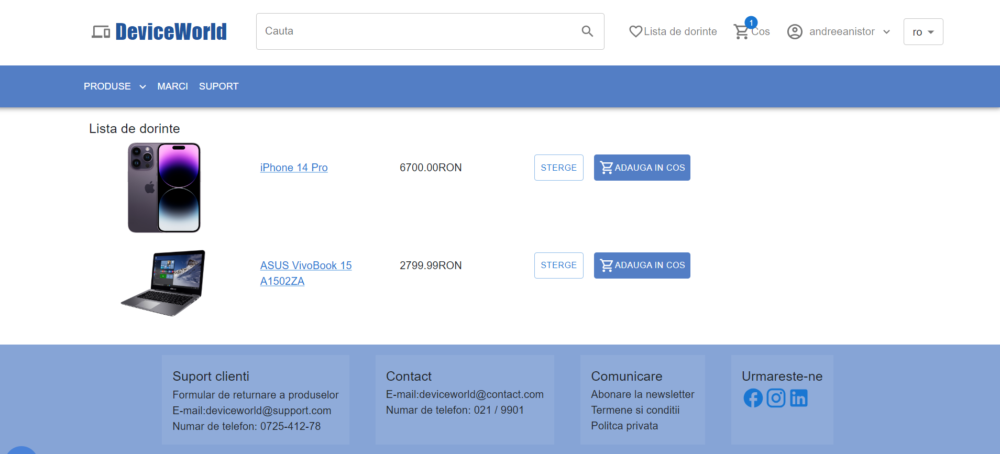 DeviceWorld
Cauta
Lista de dorinte
1
Cos
andreeanistor
ro
PRODUSE
MARCI
SUPORT
Lista de dorinte
iPhone 14 Pro
6700.00RON
STERGE
ADAUGA IN COS
ASUS VivoBook 15
A1502ZA
2799.99RON
STERGE
ADAUGA IN COS
Suport clienti
Formular de returnare a produselor
E-mail:deviceworld@support.com
Numar de telefon: 0725-412-78
Contact
E-mail:deviceworld@contact.com
Numar de telefon: 021 / 9901
Comunicare
Abonare la newsletter
Termene si conditii
Politca privata
Urmareste-ne